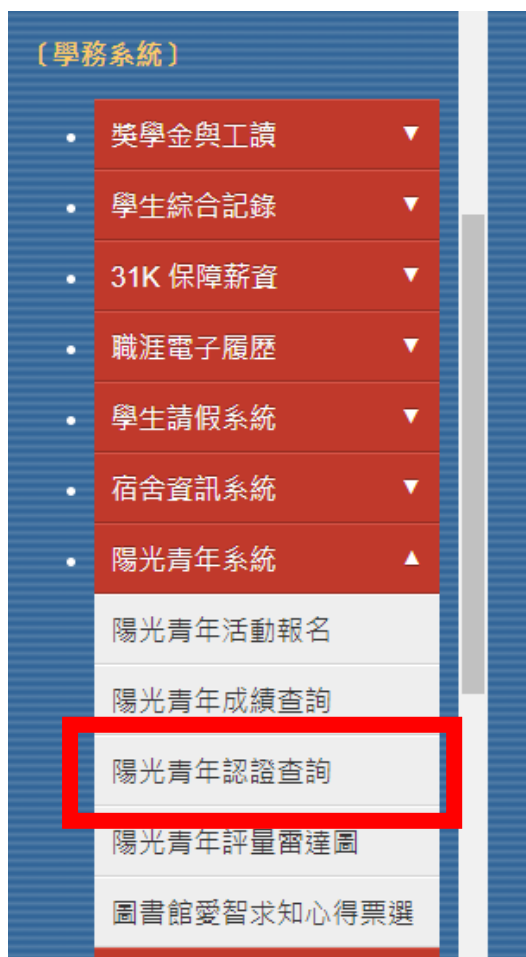 〔學務系統〕
獎學金與工讀
學生綜合記錄
31K 保障薪資
職涯電子履歷
學生請假系統
宿舍資訊系統
陽光青年系統
陽光青年活動報名
陽光青年成績查詢
陽光青年認證查詢
陽光青年評量雷達圖
圖書館愛智求知心得票選